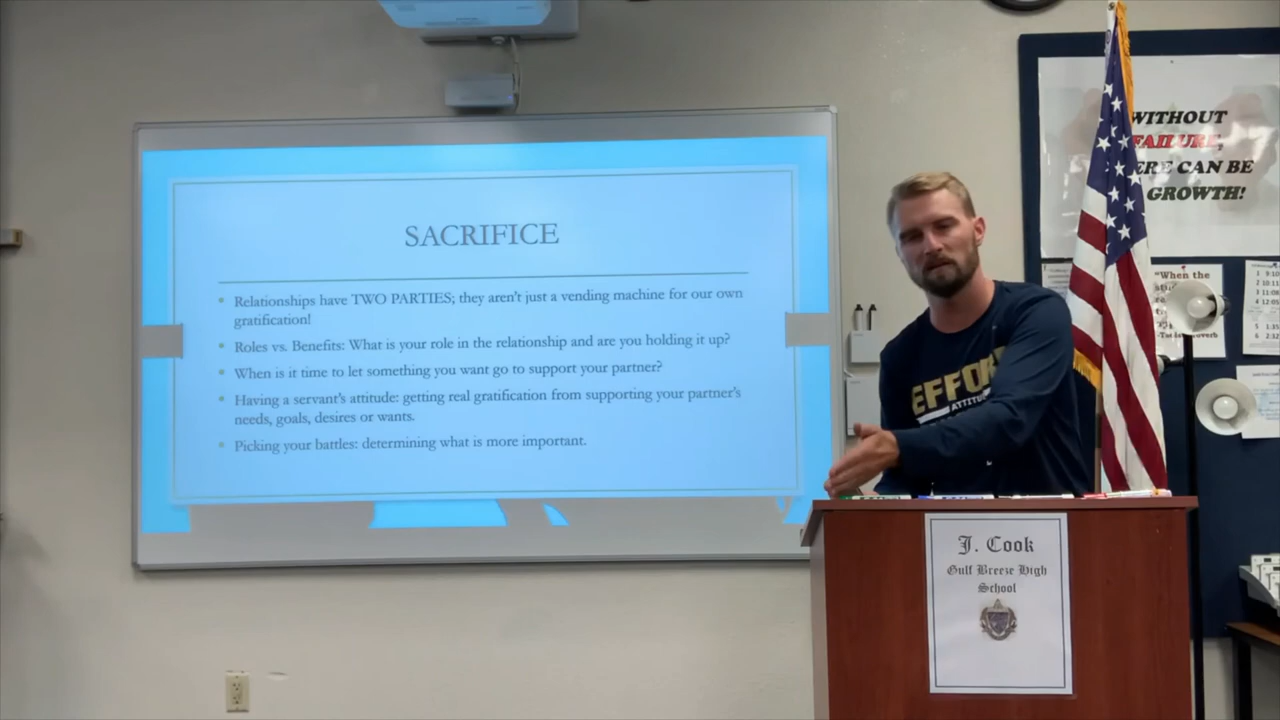 SACRIFICE
Relationships have TWO PARTIES; they aren't just a vending machine for our own
gratification!
Roles vs. Benefits: What is your role in the relationship and are you holding it up?
When is it time to let something you want go to support your partner?
Having a servant's attitude: getting real gratification from supporting your partner's
needs, goals, desires or wants.
Picking your battles: determining what is more important.
WITHOUT
FAILURE,
CAN BE
GROWTH!
"When the
EFFO
J. Cook
Gulf Breeze High
School